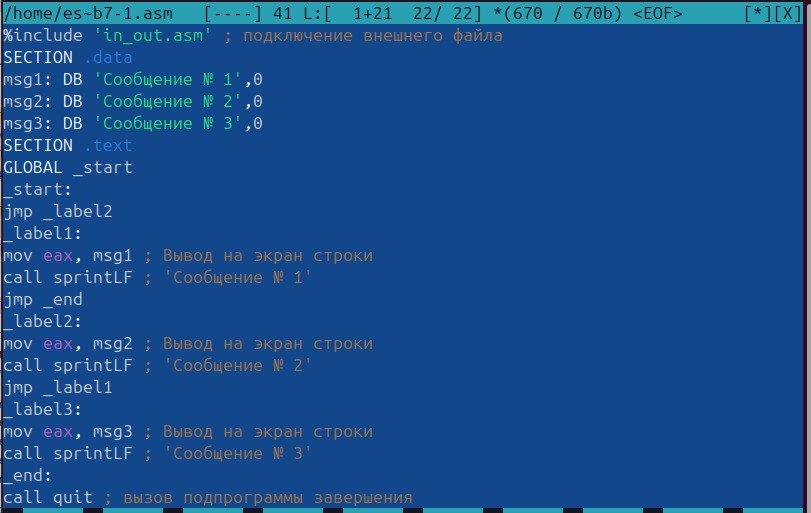 /home/es~b7-1.asm   [----] 41 L:[  1+21  22/ 22] *(670 / 670b) <EOF>      [*][X]
%include 'in_out.asm' ; подключение внешнего файла
SECTION .data
msg1: DB 'Сообщение № 1',0
msg2: DB 'Сообщение № 2',0
msg3: DB 'Сообщение № 3',0
SECTION .text
GLOBAL _start
_start:
jmp _label2
_label1:
mov eax, msg1 ; Вывод на экран строки
call sprintLF ; 'Сообщение № 1'
jmp _end
_label2:
mov eax, msg2 ; Вывод на экран строки
call sprintLF ; 'Сообщение № 2'
jmp _label1
_label3:
mov eax, msg3 ; Вывод на экран строки
call sprintLF ; 'Сообщение № 3'
_end:
call quit ; вызов подпрограммы завершения